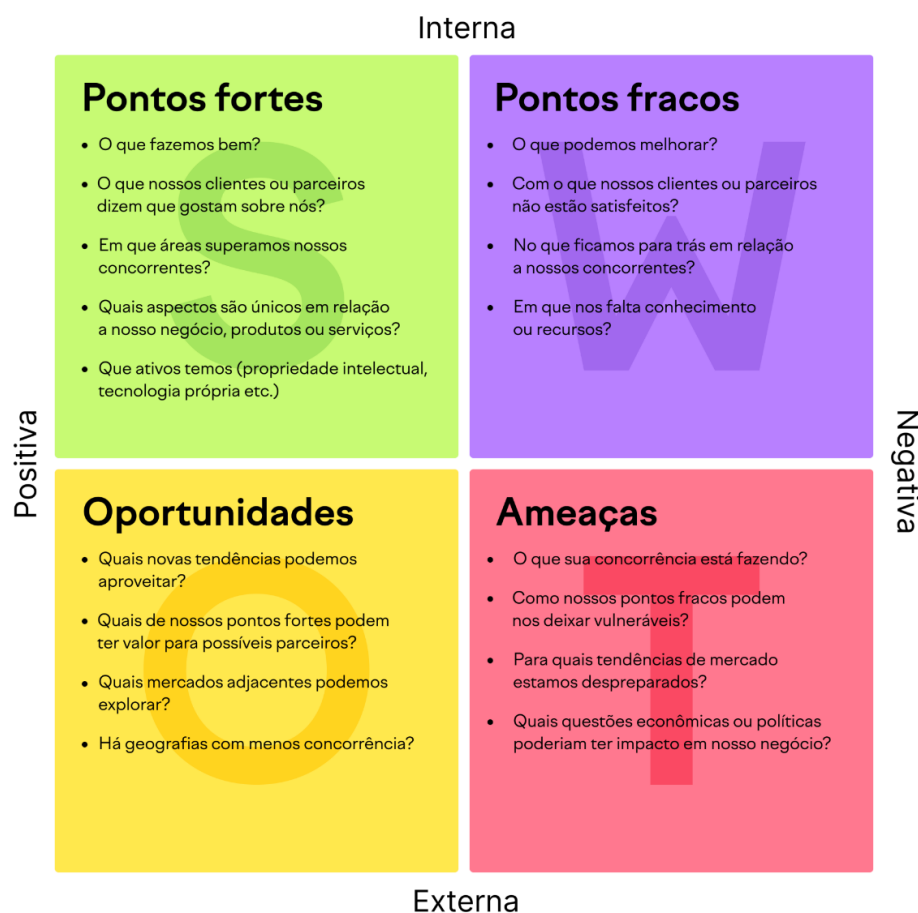 Interna
Pontos fortes
• O que fazemos bem?
• O que nossos clientes ou parceiros
dizem que gostam sobre nós?
• Em que áreas superamos nossos
concorrentes?
• Quais aspectos são únicos em relação
a nosso negócio, produtos ou serviços?
• Que ativos temos (propriedade intelectual,
tecnologia própria etc.)
S
Pontos fracos
• O que podemos melhorar?
• Com o que nossos clientes ou parceiros
não estão satisfeitos?
• No que ficamos para trás em relação
a nossos concorrentes?
• Em que nos falta conhecimento
ou recursos?
W
Positiva
Negativa
Oportunidades
• Quais novas tendências podemos
aproveitar?
• Quais de nossos pontos fortes podem
ter valor para possíveis parceiros?
• Quais mercados adjacentes podemos
explorar?
• Há geografias com menos concorrência?
O
Ameaças
• O que sua concorrência está fazendo?
• Como nossos pontos fracos podem
nos deixar vulneráveis?
• Para quais tendências de mercado
estamos despreparados?
• Quais questões econômicas ou políticas
poderiam ter impacto em nosso negócio?
T
Externa